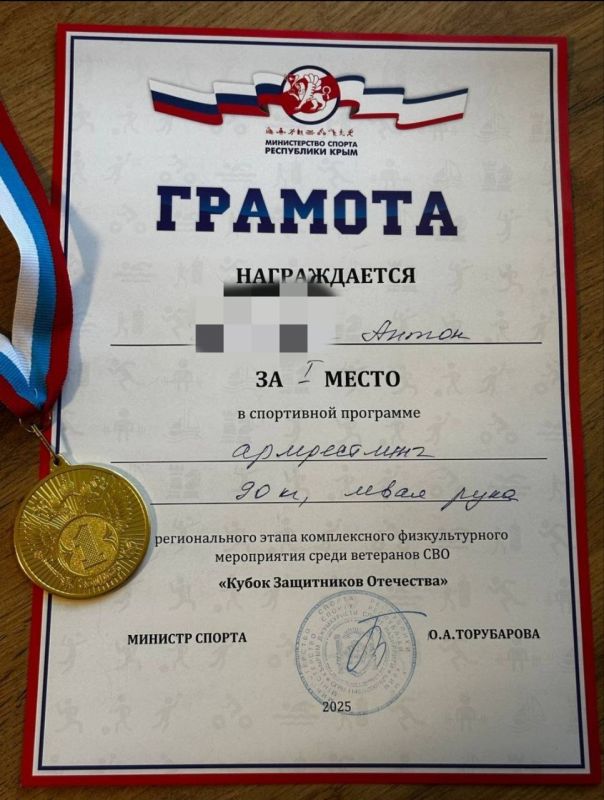 МИНИСТЕРСТВО СПОРТА
РЕСПУБЛИКИ КРЫМ
ГРАМОТА
НАГРАЖДАЕТСЯ
Антон
ЗА I МЕСТО
в спортивной программе
армрестлинг
90 кг, левая рука
регионального этапа комплексного физкультурного
мероприятия среди ветеранов СВО
«Кубок Защитников Отечества»
МИНИСТР СПОРТА
О.А.ТОРУБАРОВА
2025
1